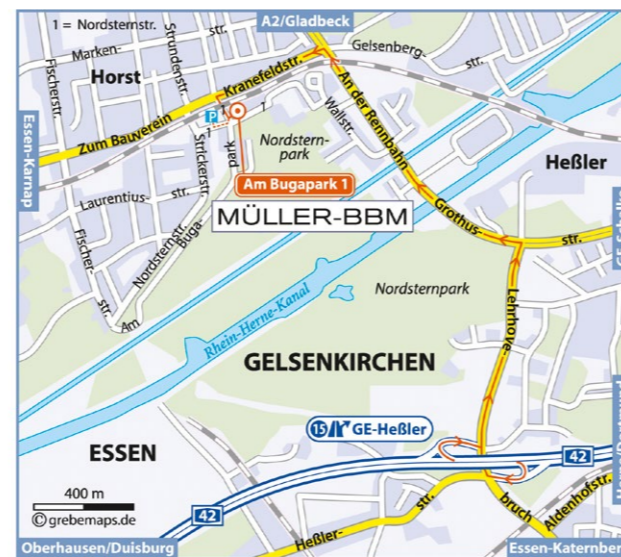 1 = Nordsternstr.
A2/Gladbeck
Marken-
str.
Strundenstr.
Fischerstr.
Horst
Gelsenberg-
str.
Kranefeldstr.
Zum Bauverein
An der Rennbahn
Wallstr.
P
1
Essen-Karnap
Nordstern-
park
Heßler
Strickerstr.
park
Am Bugapark 1
Laurentius-
str.
MÜLLER-BBM
Grothus-
str.
Nordsternstr.
Buga-
Fischer-
str.
Am
Nordsternpark
Rhein-Herne-Kanal
Lehrhove-
GELSENKIRCHEN
15 GE-Heßler
ESSEN
42
400 m
42
© grebemaps.de
Heßler-
str.
bruch
Aldenhofstr.
Oberhausen/Duisburg
Essen-Katernberg